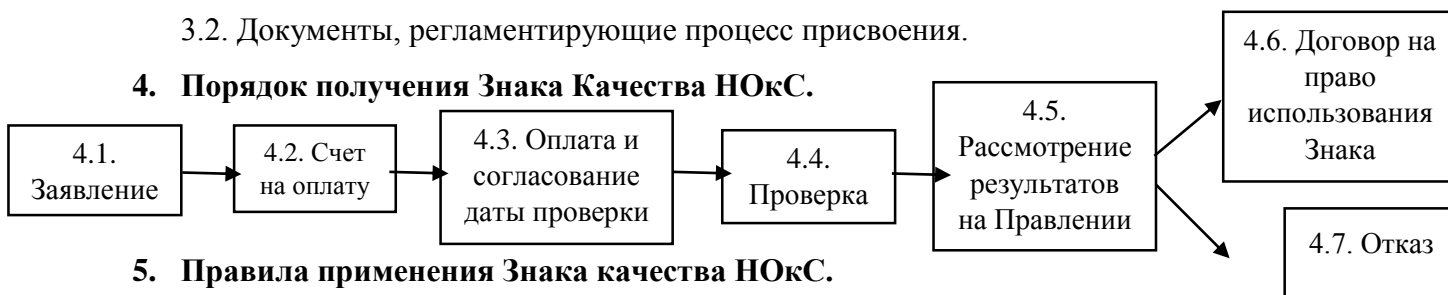 3.2. Документы, регламентирующие процесс присвоения.
4. Порядок получения Знака Качества НОкС.
4.1.
Заявление
4.2. Счет
на оплату
4.3. Оплата и
согласование
даты проверки
4.4.
Проверка
4.5.
Рассмотрение
результатов
на Правлении
4.6. Договор на
право
использования
Знака
4.7. Отказ
5. Правила применения Знака качества НОкС.